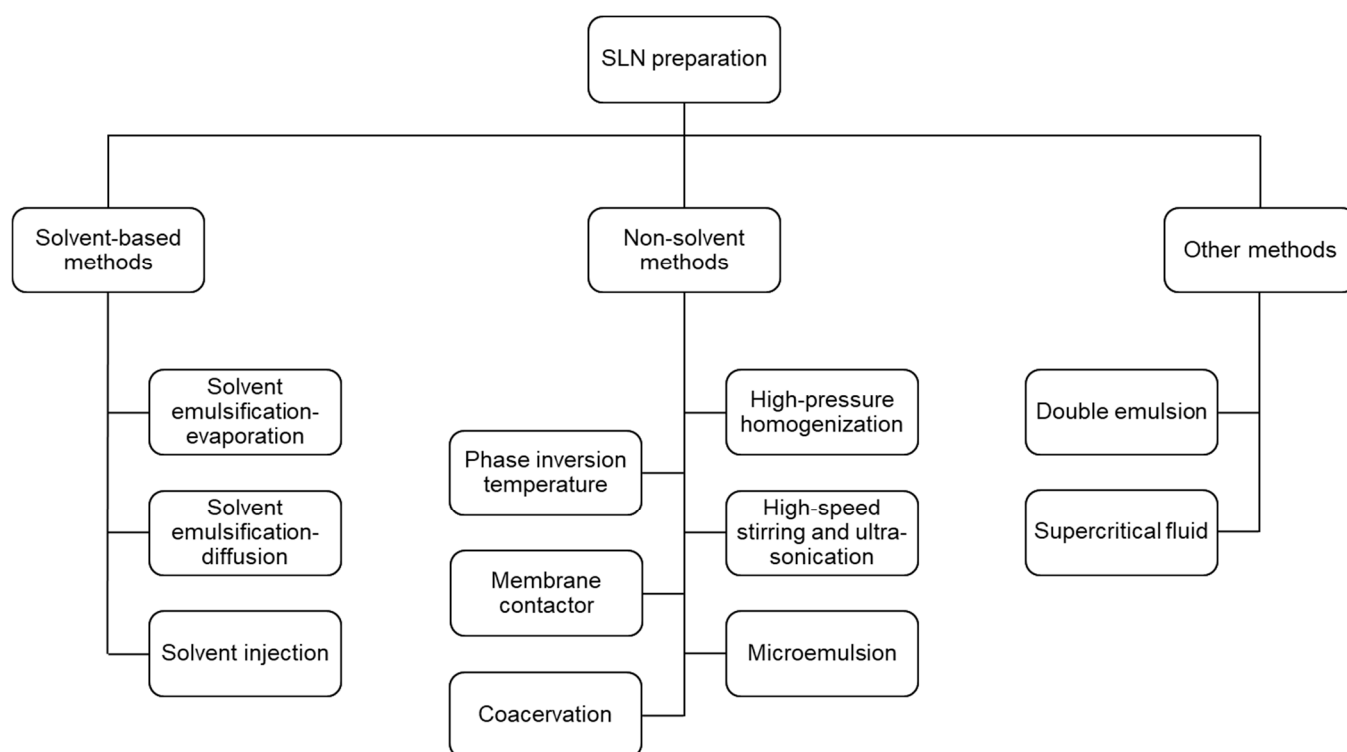 SLN preparation
Solvent-based
methods
Non-solvent
methods
Other methods
Solvent
emulsification-
evaporation
Solvent
emulsification-
diffusion
Solvent injection
Phase inversion
temperature
Membrane
contactor
Coacervation
High-pressure
homogenization
High-speed
stirring and ultra-
sonication
Microemulsion
Double emulsion
Supercritical fluid